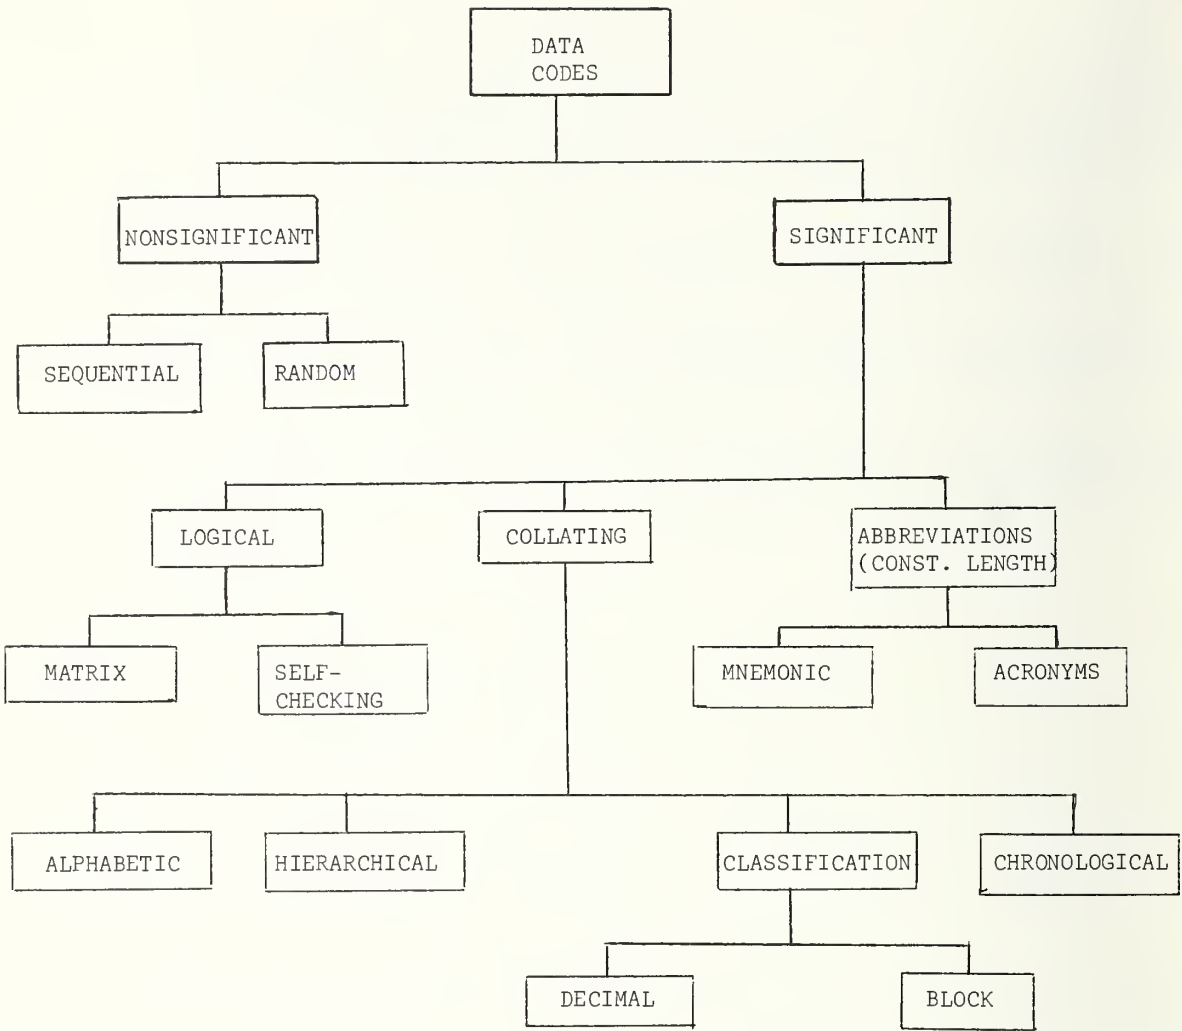 DATA
CODES
NONSIGNIFICANT
SIGNIFICANT
SEQUENTIAL
RANDOM
LOGICAL
COLLATING
ABBREVIATIONS
(CONST. LENGTH)
MATRIX
SELF-
CHECKING
MNEMONIC
ACRONYMS
ALPHABETIC
HIERARCHICAL
CLASSIFICATION
CHRONOLOGICAL
DECIMAL
BLOCK